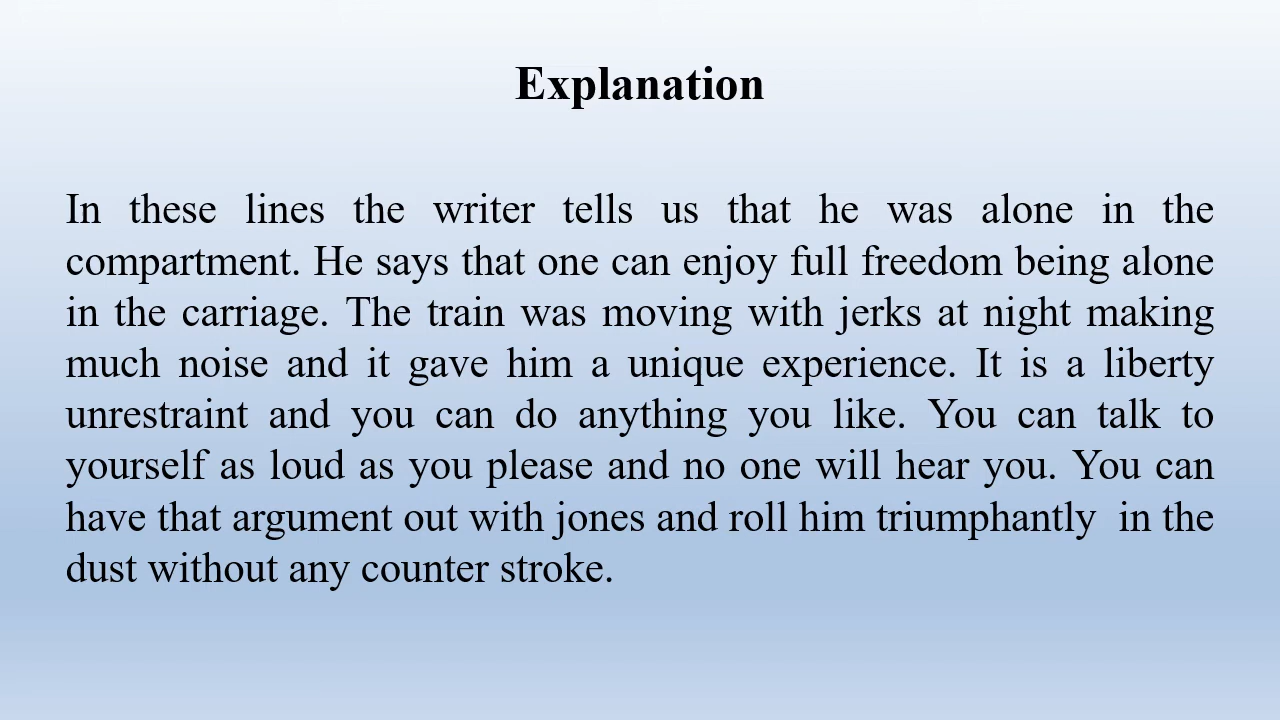 Explanation
In these lines the writer tells us that he was alone in the
compartment. He says that one can enjoy full freedom being alone
in the carriage. The train was moving with jerks at night making
much noise and it gave him a unique experience. It is a liberty
unrestraint and you can do anything you like. You can talk to
yourself as loud as you please and no one will hear you. You can
have that argument out with jones and roll him triumphantly  in the
dust without any counter stroke.